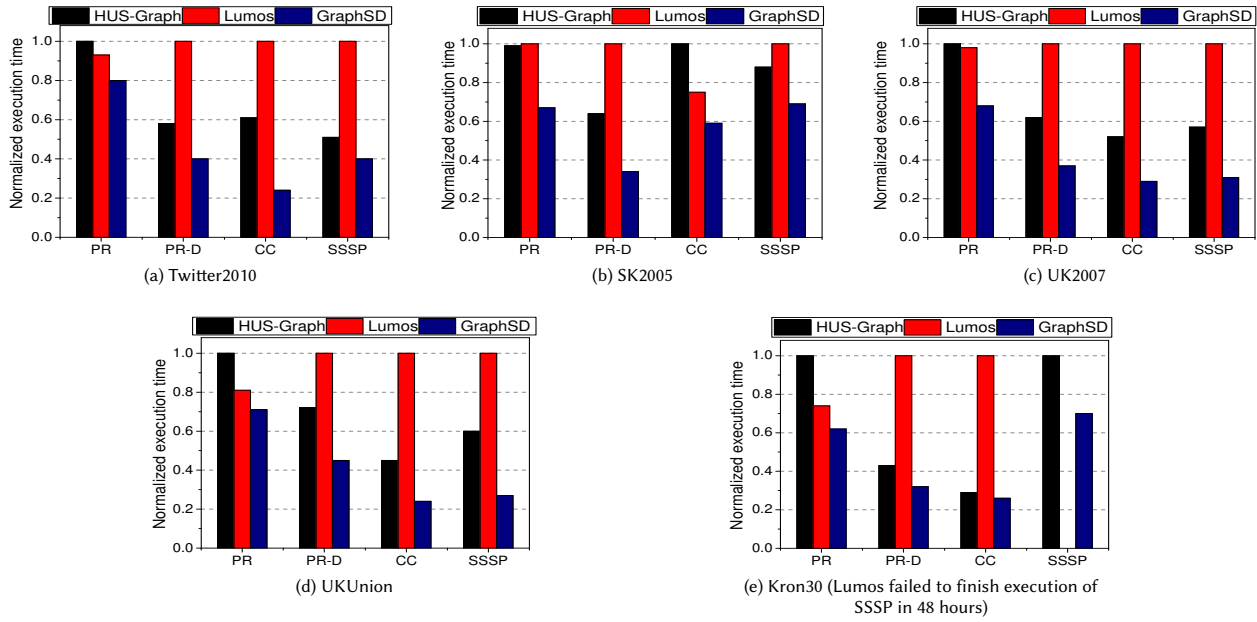 HUS-Graph Lumos GraphSD
Normalized execution time
1.0
0.8
0.6
0.4
0.2
0.0
PR PR-D CC SSSP
(a) Twitter2010
HUS-Graph Lumos GraphSD
Normalized execution time
1.0
0.8
0.6
0.4
0.2
0.0
PR PR-D CC SSSP
(b) SK2005
HUS-Graph Lumos GraphSD
Normalized execution time
1.0
0.8
0.6
0.4
0.2
0.0
PR PR-D CC SSSP
(c) UK2007
HUS-Graph Lumos GraphSD
Normalized execution time
1.0
0.8
0.6
0.4
0.2
0.0
PR PR-D CC SSSP
(d) UKUnion
HUS-Graph Lumos GraphSD
Normalized execution time
1.0
0.8
0.6
0.4
0.2
0.0
PR PR-D CC SSSP
(e) Kron30 (Lumos failed to finish execution of
SSSP in 48 hours)